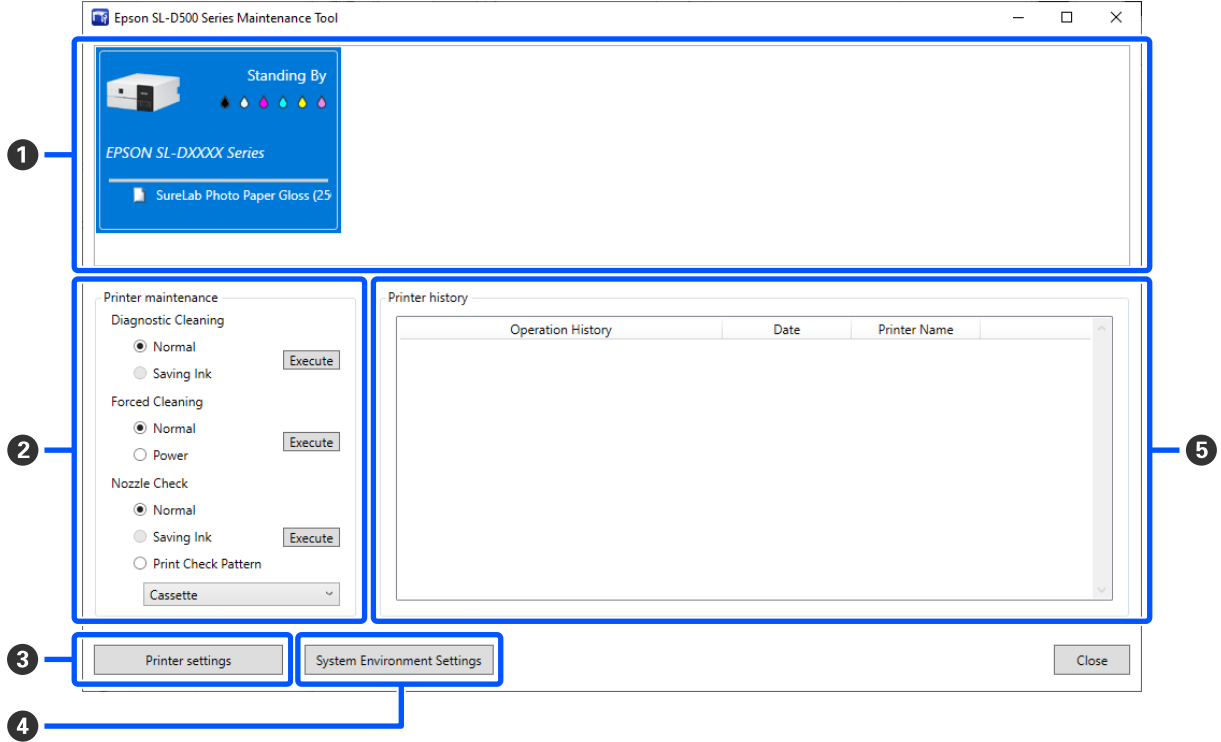 Epson SL-D500 Series Maintenance Tool
Standing By
EPSON SL-DXXXX Series
SureLab Photo Paper Gloss (25
1
Printer maintenance
Diagnostic Cleaning
Normal
Saving Ink
Execute
Forced Cleaning
Normal
Power
Execute
Nozzle Check
Normal
Saving Ink
Execute
Print Check Pattern
Cassette
2
Printer history
Operation History Date Printer Name
5
3
Printer settings
System Environment Settings
Close
4